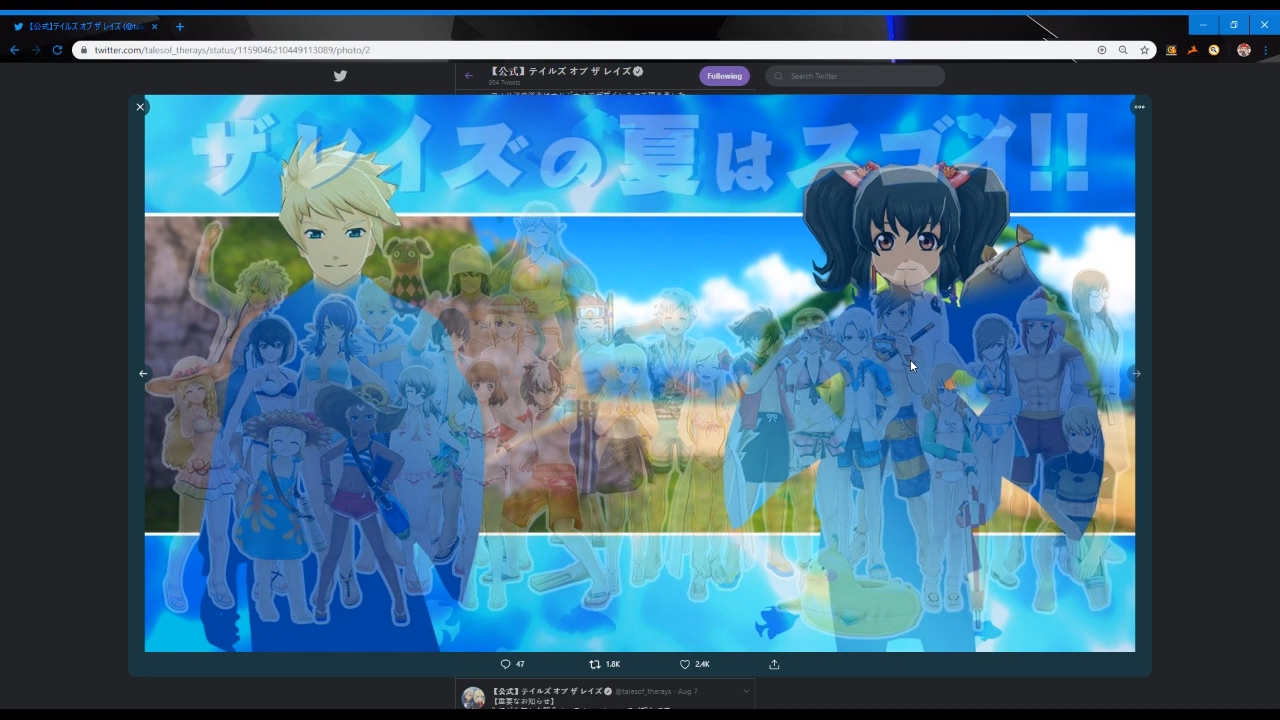 【公式】テイルズ オブ ザ レイズ (@tale
twitter.com/talesof_therays/status/1159046210449113089/photo/2
【公式】テイルズ オブ ザ レイズ
894 Tweets
Following
Search Twitter
ザレイズの夏はスゴイ!!
47
1.8K
2.4K
【公式】テイルズ オブ ザ レイズ @talesof_therays · Aug 7
【重要なお知らせ】